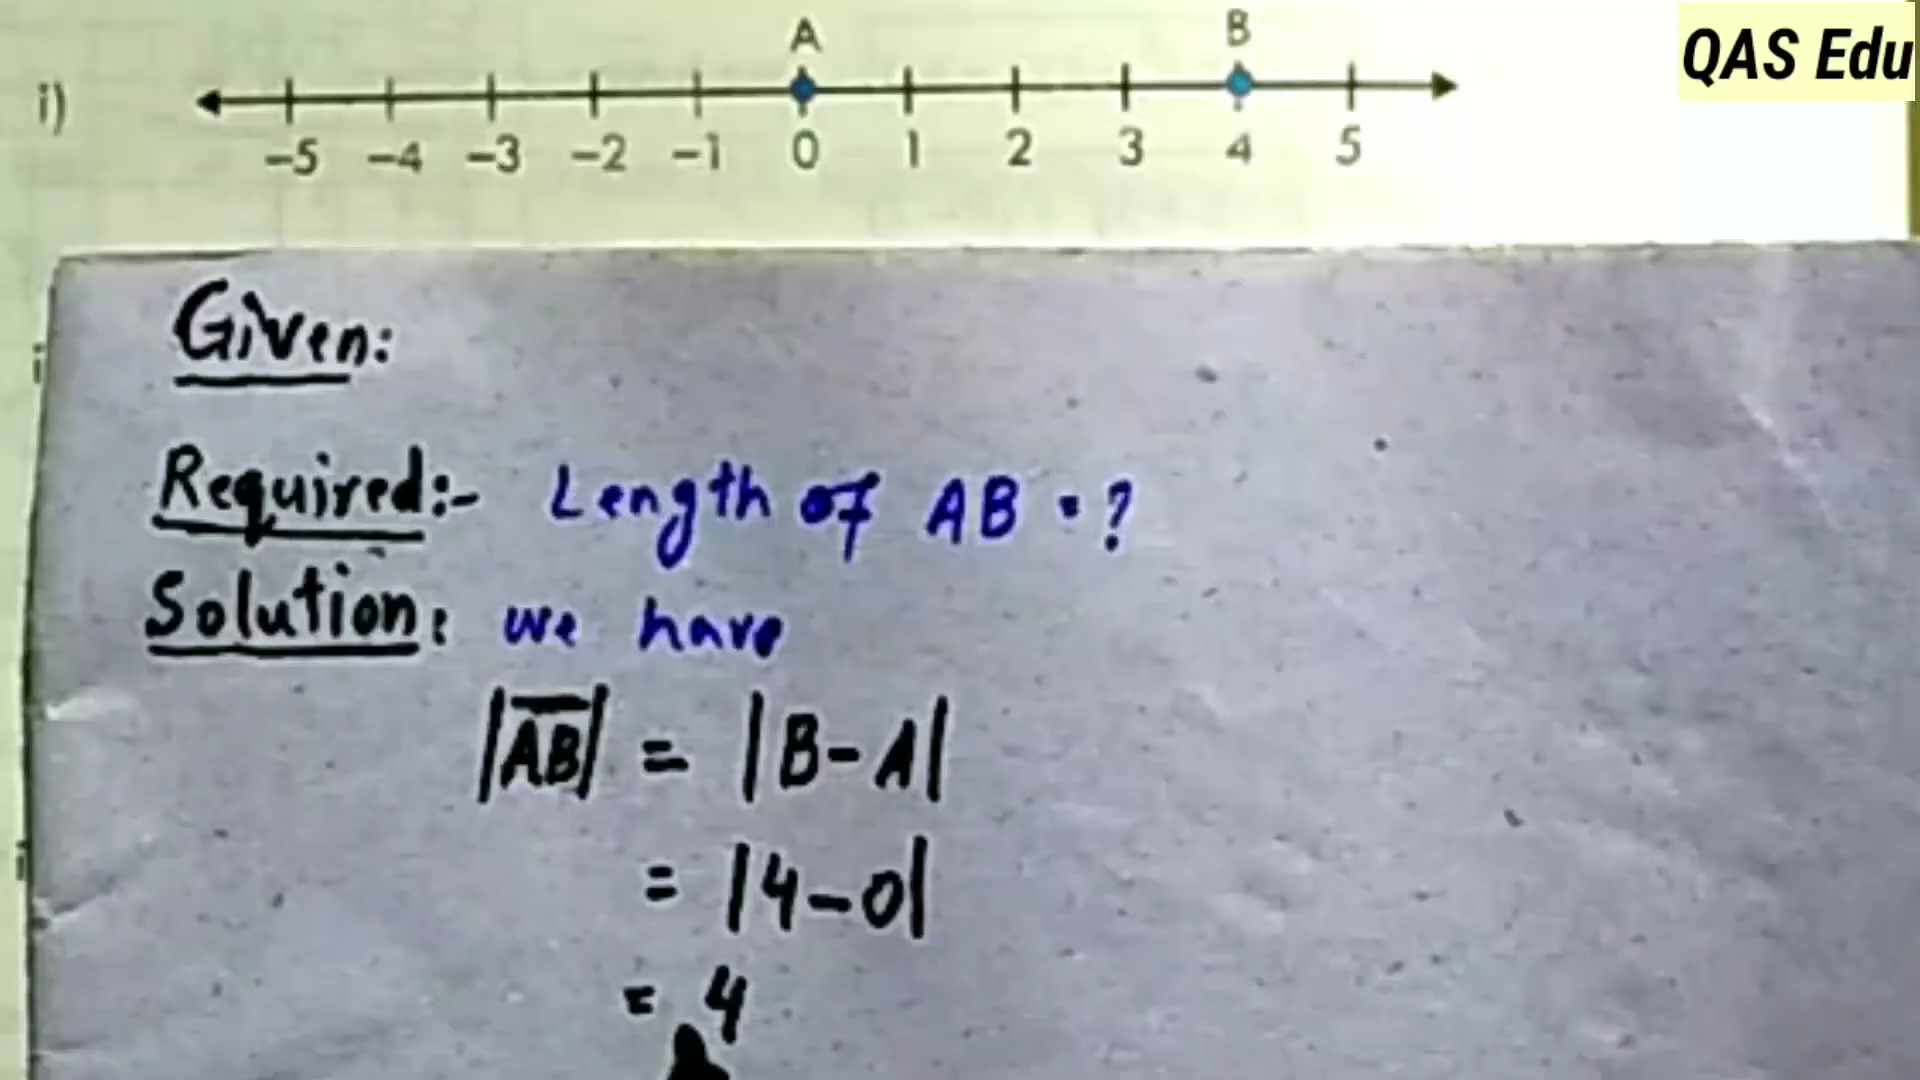 A B
QAS Edu
i)
-5 -4 -3 -2 -1 0 1 2 3 4 5
Given:
Required:- Length of AB = ?
Solution: we have
|A̅B̅| = |B-A|
= |4-0|
= 4